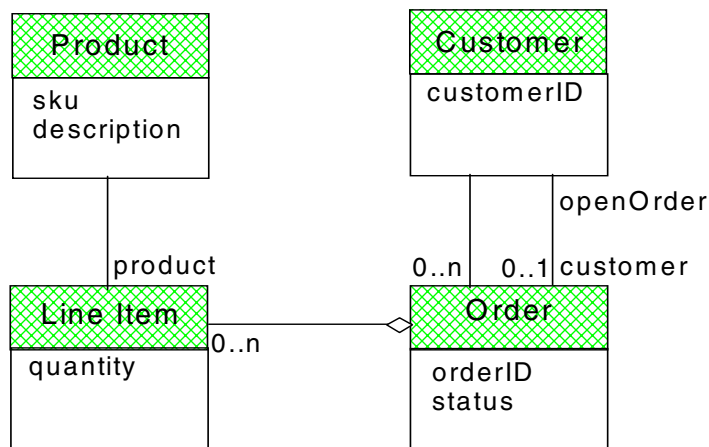 Product
sku
description
Customer
customerID
openOrder
product
0..n
0..1
customer
Line Item
quantity
0..n
Order
orderID
status